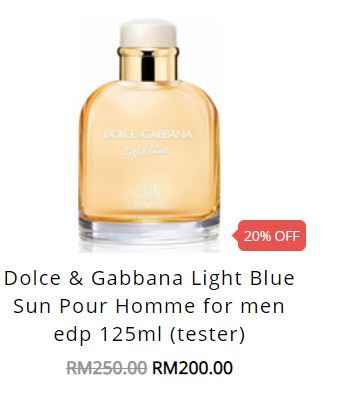 DOLCE & GABBANA
light blue
SUN
20% OFF
Dolce & Gabbana Light Blue
Sun Pour Homme for men
edp 125ml (tester)
RM250.00 RM200.00